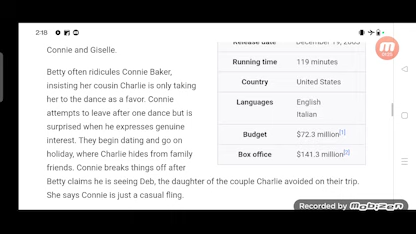 2:18
Connie and Giselle.
Release date December 19, 2003
Running time 119 minutes
Country United States
Languages English
Italian
Budget $72.3 million[1]
Box office $141.3 million[2]
Betty often ridicules Connie Baker,
insisting her cousin Charlie is only taking
her to the dance as a favor. Connie
attempts to leave after one dance but is
surprised when he expresses genuine
interest. They begin dating and go on
holiday, where Charlie hides from family
friends. Connie breaks things off after
Betty claims he is seeing Deb, the daughter of the couple Charlie avoided on their trip.
She says Connie is just a casual fling.
Recorded by MOBIZEN